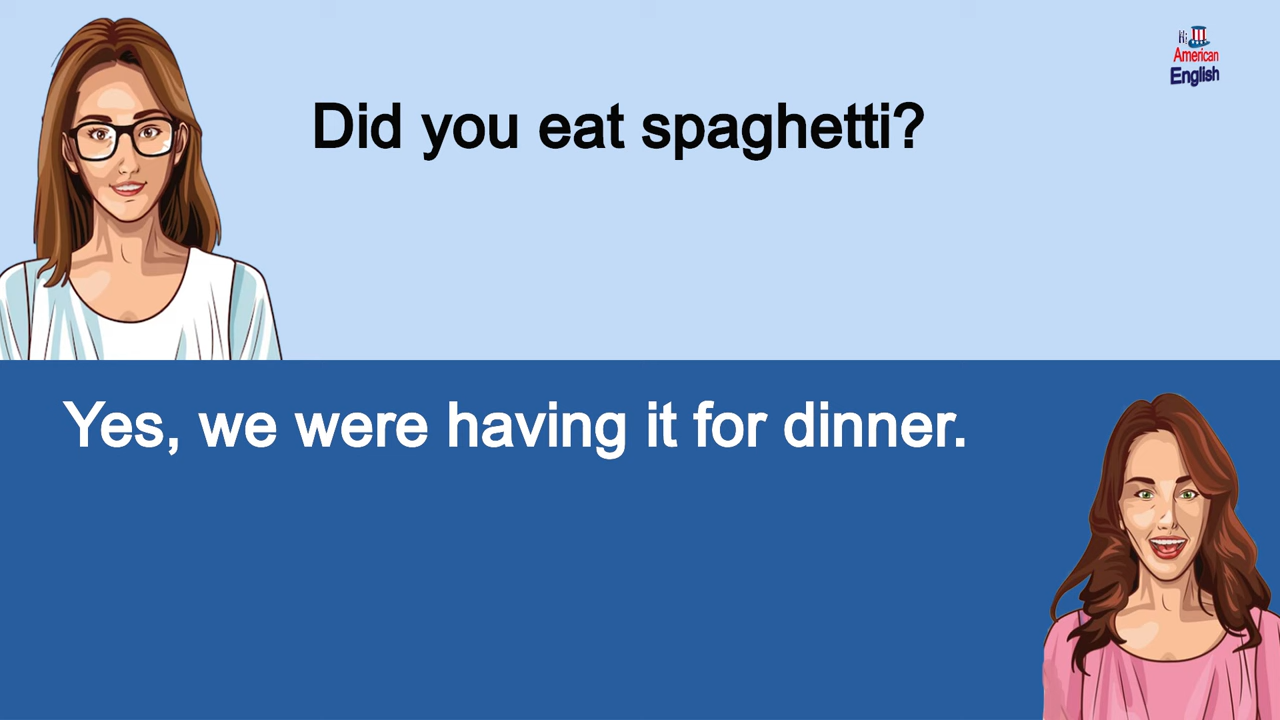 Hi
American
English
Did you eat spaghetti?
Yes, we were having it for dinner.